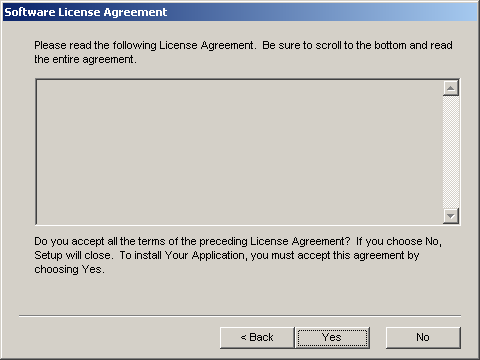 Software License Agreement
Please read the following License Agreement.  Be sure to scroll to the bottom and read
the entire agreement.
Do you accept all the terms of the preceding License Agreement?  If you choose No,
Setup will close.  To install Your Application, you must accept this agreement by
choosing Yes.
< Back
Yes
No